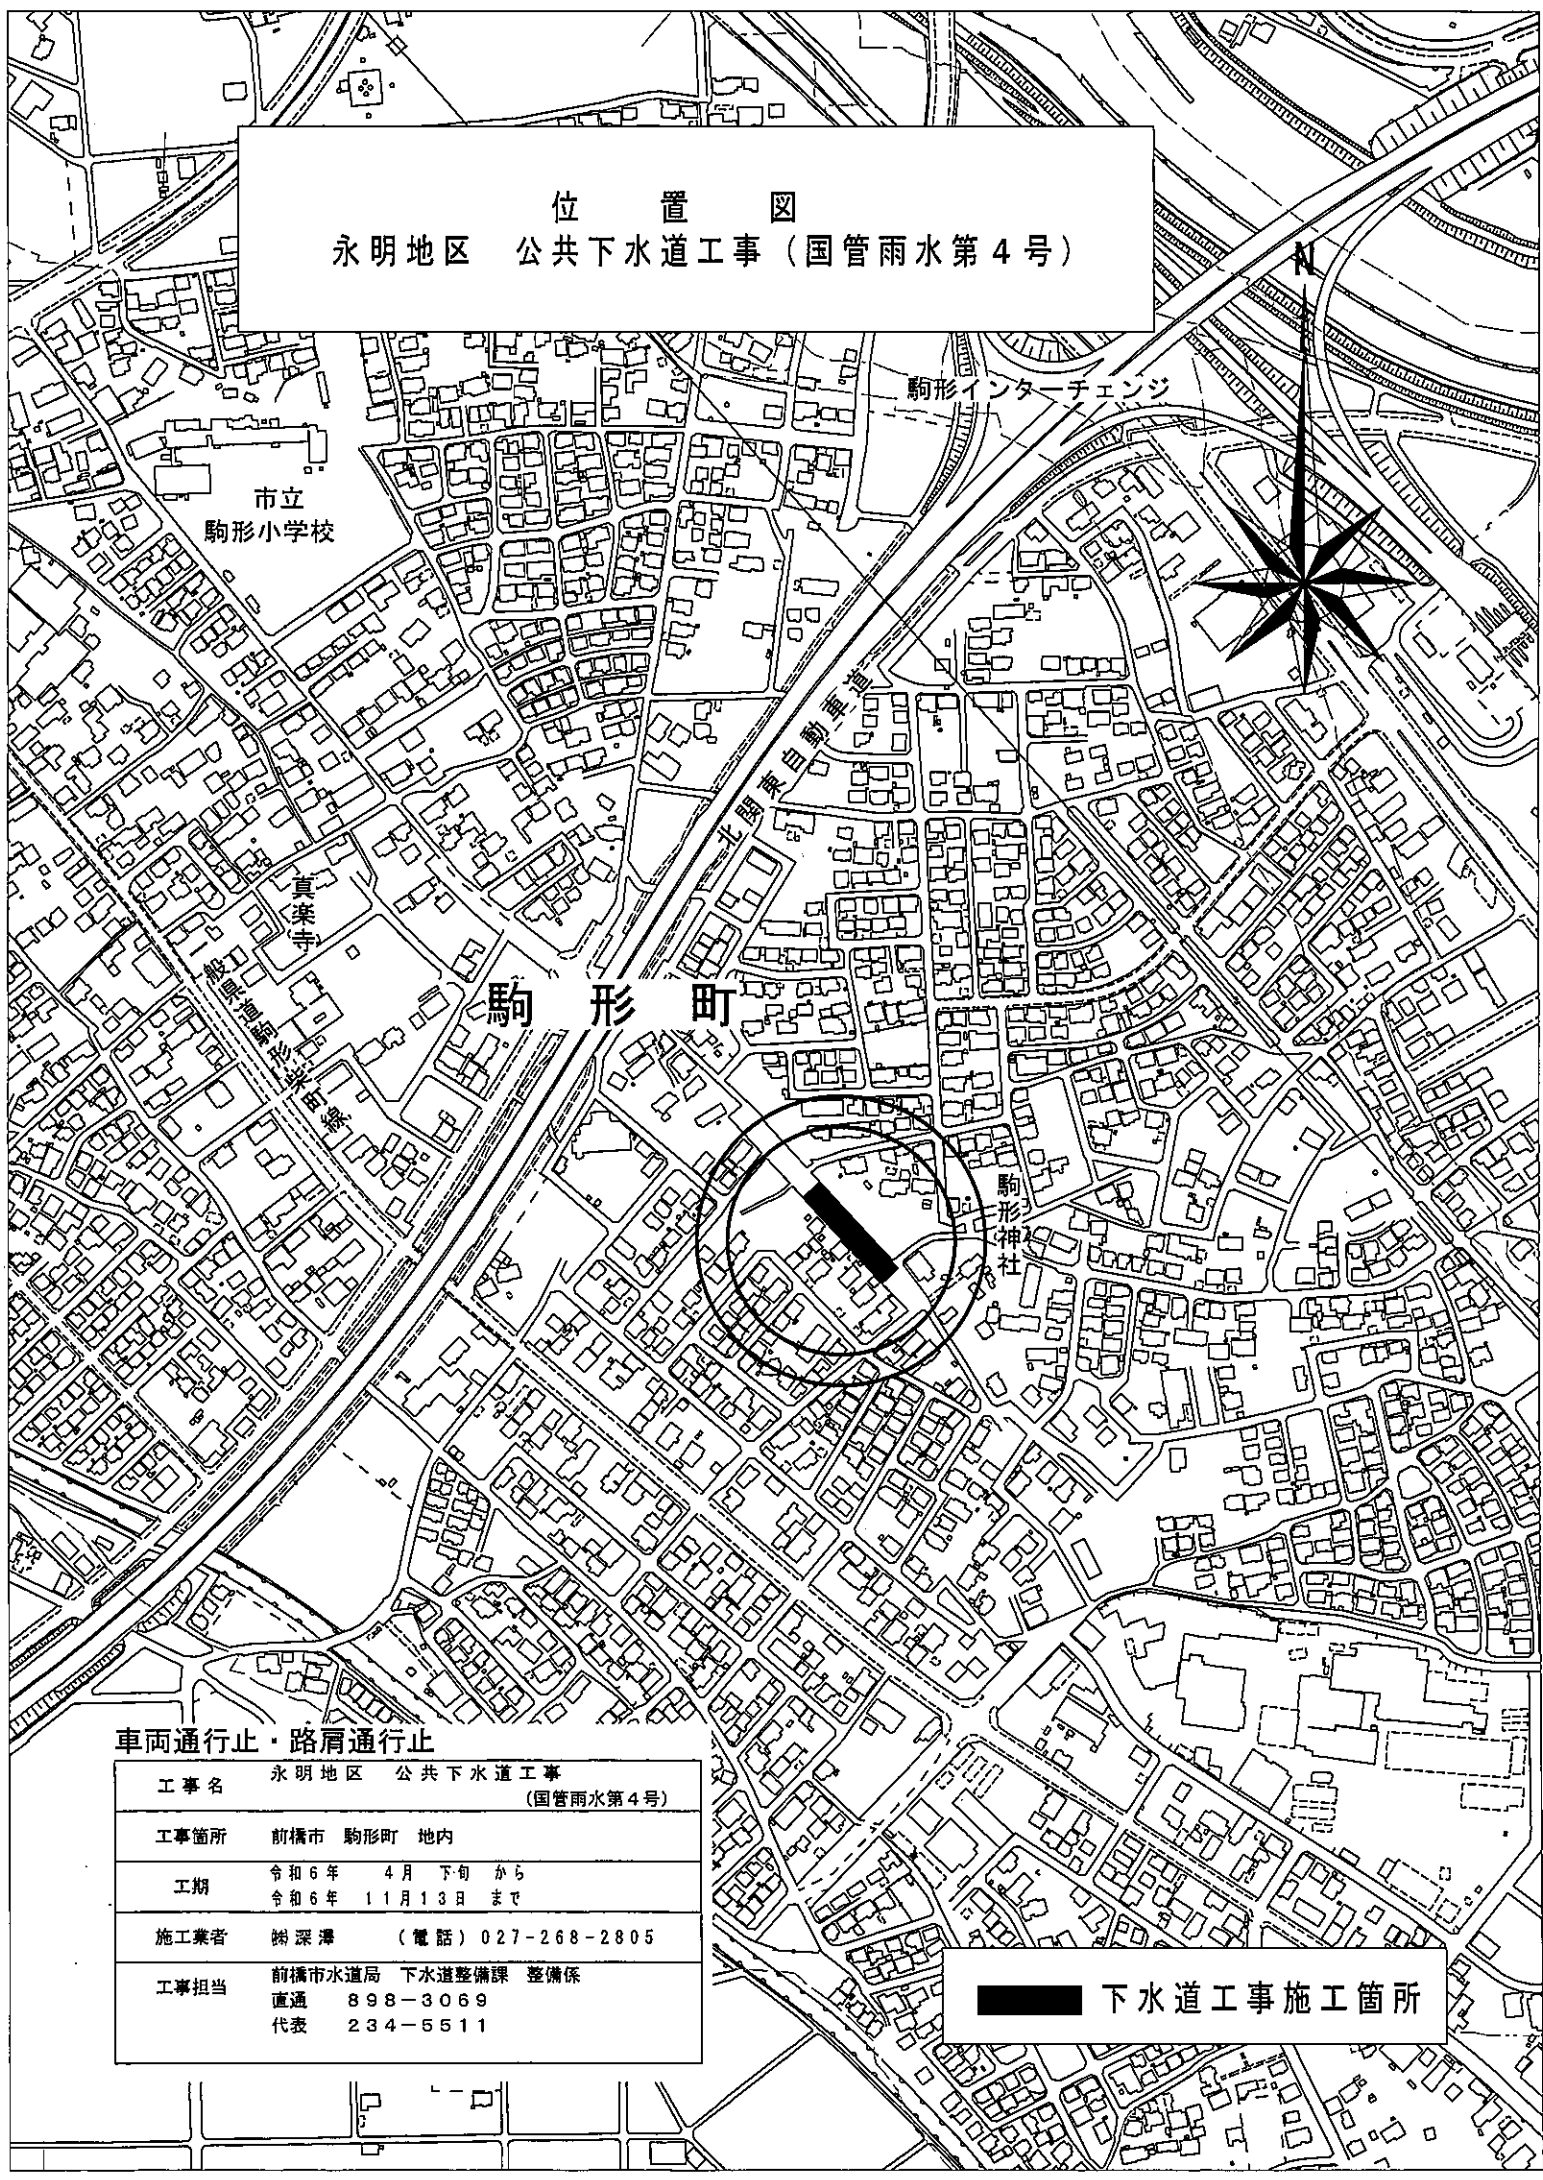 位置図
永明地区 公共下水道工事（国管雨水第４号）
N
駒形インターチェンジ
市立
駒形小学校
北関東自動車道
真楽寺
一般県道駒形柴町線
駒形町
駒形神社
車両通行止・路肩通行止
工事名 永明地区 公共下水道工事
（国管雨水第４号）
工事箇所 前橋市 駒形町 地内
工期 令和６年 ４月 下旬 から
令和６年 １１月１３日 まで
施工業者 ㈱深澤 （電話）027-268-2805
工事担当 前橋市水道局 下水道整備課 整備係
直通 ８９８－３０６９
代表 ２３４－５５１１
下水道工事施工箇所